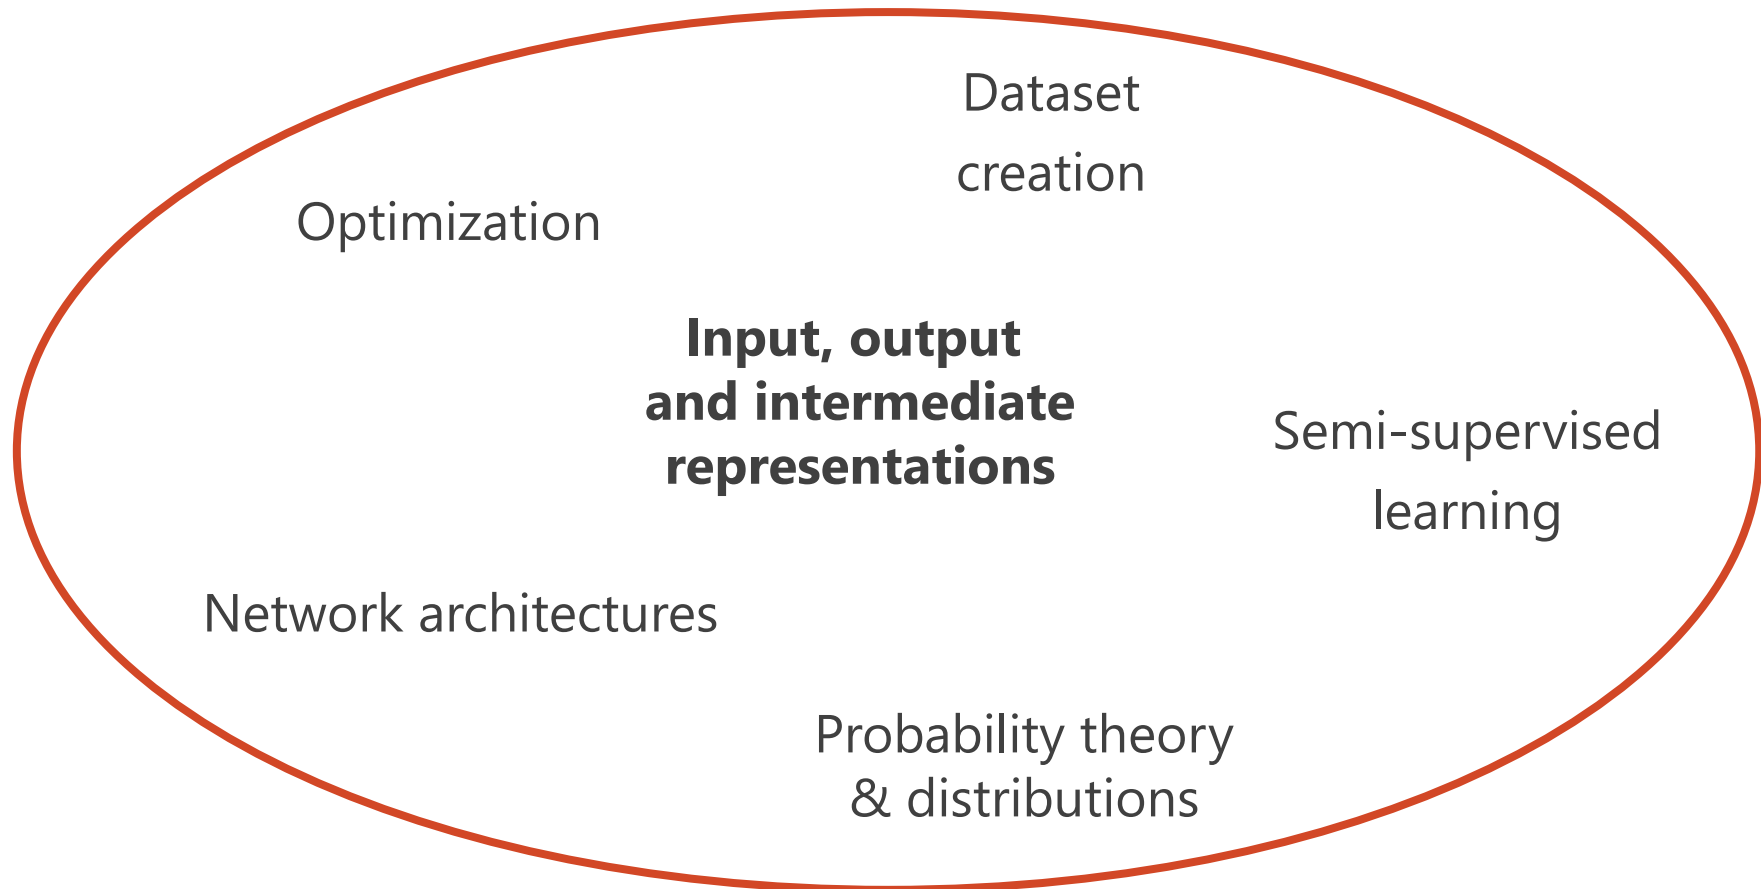 Dataset
creation
Optimization
Input, output
and intermediate
representations
Semi-supervised
learning
Network architectures
Probability theory
& distributions